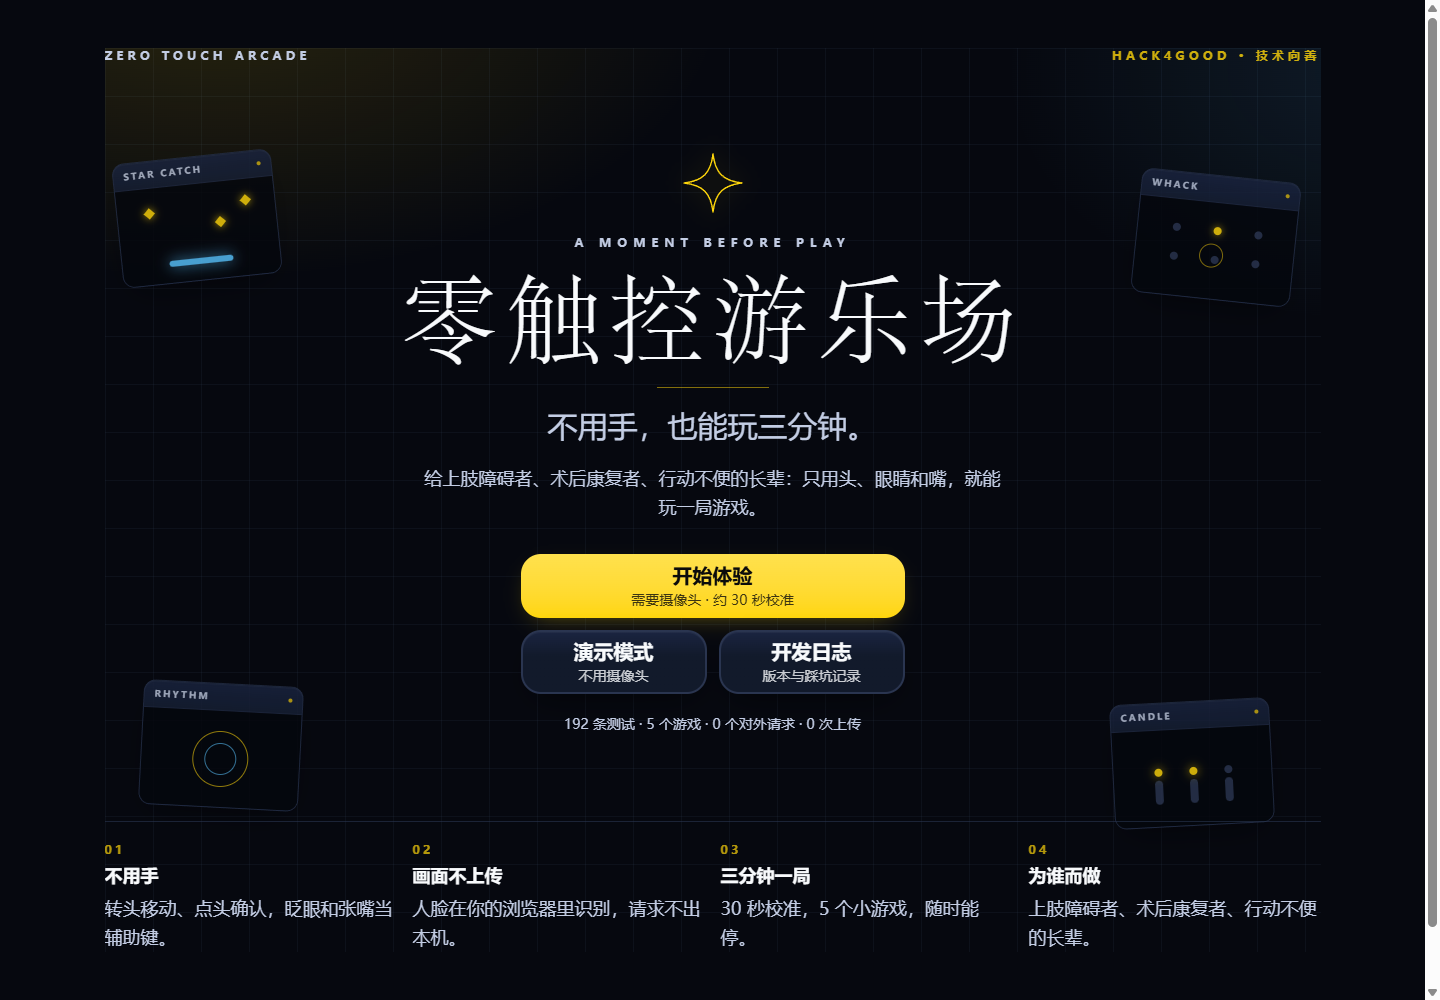 ZERO TOUCH ARCADE
HACK4GOOD • 技术向善
STAR CATCH
WHACK
A MOMENT BEFORE PLAY
零触控游乐场
不用手，也能玩三分钟。
给上肢障碍者、术后康复者、行动不便的长辈：只用头、眼睛和嘴，就能
玩一局游戏。
开始体验
需要摄像头 · 约 30 秒校准
演示模式
不用摄像头
开发日志
版本与踩坑记录
192 条测试 · 5 个游戏 · 0 个对外请求 · 0 次上传
RHYTHM
CANDLE
01
不用手
转头移动、点头确认，眨眼和张嘴当
辅助键。
02
画面不上传
人脸在你的浏览器里识别，请求不出
本机。
03
三分钟一局
30 秒校准，5 个小游戏，随时能
停。
04
为谁而做
上肢障碍者、术后康复者、行动不便
的长辈。